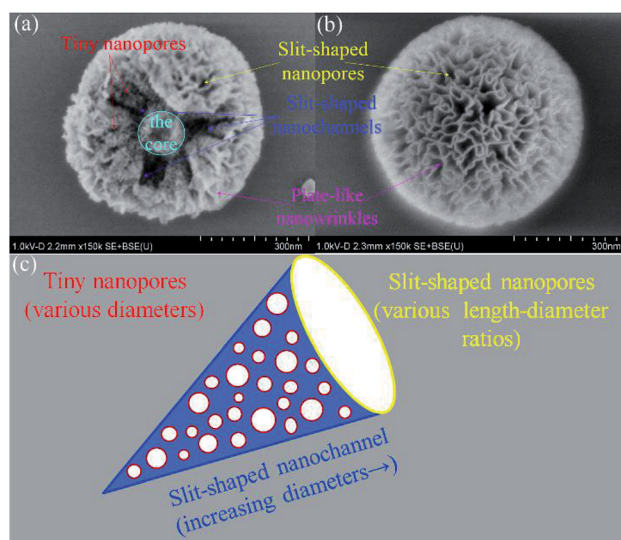 (a)
Tiny nanopores
Slit-shaped
nanopores
(b)
Slit-shaped
nanochannels
the
core
Plate-like
nanowrinkles
1.0kV-D 2.2mm x150k SE+BSE(U)
300nm
1.0kV-D 2.3mm x150k SE+BSE(U)
300nm
(c)
Tiny nanopores
(various diameters)
Slit-shaped nanopores
(various length-diameter
ratios)
Slit-shaped nanochannel
(increasing diameters→)